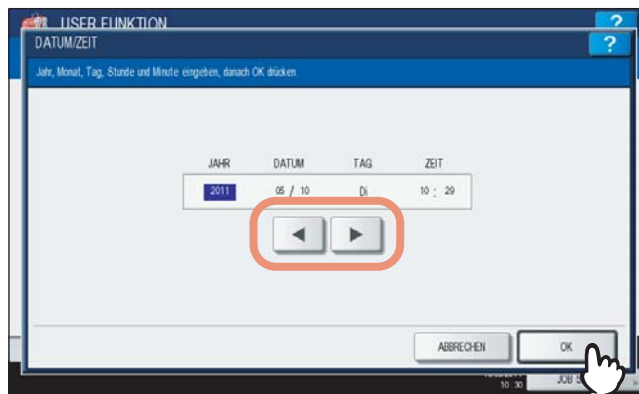 USER FUNKTION
?
DATUM/ZEIT
?
Jahr, Monat, Tag, Stunde und Minute eingeben, danach OK drücken.
JAHR DATUM TAG ZEIT
2011 05 / 10 Di 10 : 29
ABBRECHEN OK
10 30 JOB